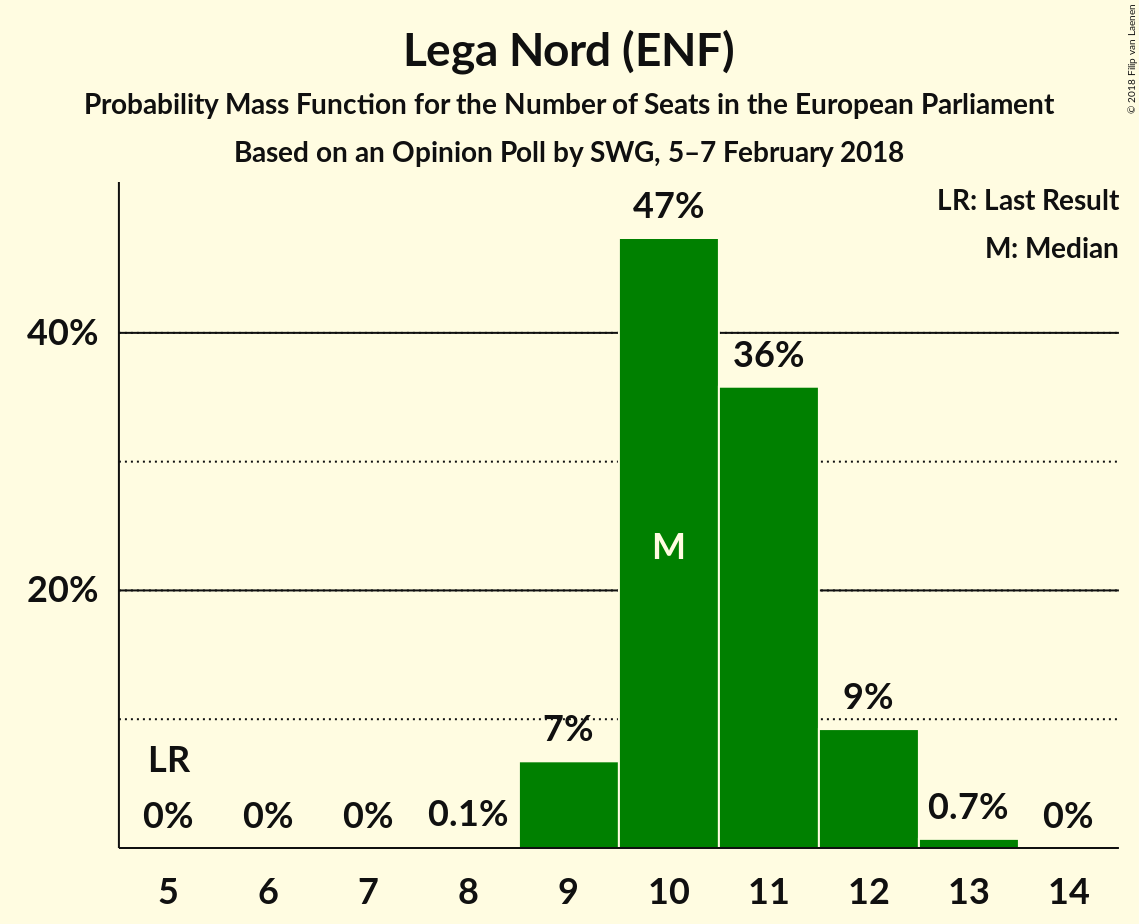 Lega Nord (ENF)
Probability Mass Function for the Number of Seats in the European Parliament
Based on an Opinion Poll by SWG, 5–7 February 2018
© 2018 Filip van Laenen
LR: Last Result
M: Median
40%
20%
LR
0%
0%
0%
0.1%
7%
47%
M
36%
9%
0.7%
0%
5 6 7 8 9 10 11 12 13 14